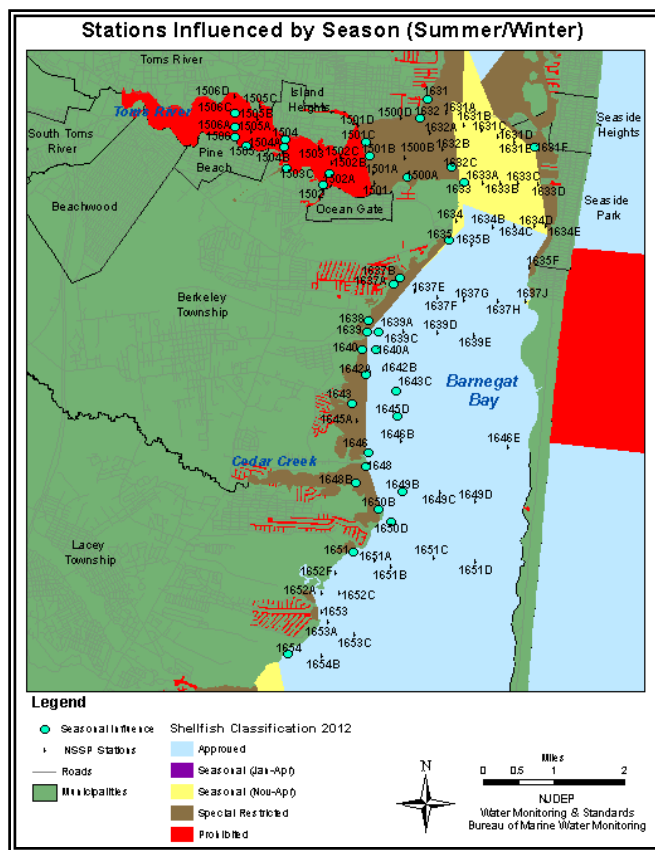 Stations Influenced by Season (Summer/Winter)
Toms River
1506D
1505C
Island
Heights
1631
1506C
1505B
1500D
1632
1631A
Toms River
1631B
Seaside
Heights
1506A
1505A
1501D
1632A
1631C
1631D
South Toms
River
1506
1504
1501C
1632B
1631E
1631F
1505
1504A
1503
1502C
1501B
1500B
Pine
Beach
1504B
1502B
1632C
1503C
1502A
1501A
1500A
1633A
1633C
Beachwood
1502
1501
1633
1633B
1633D
Seaside
Park
Ocean Gate
1634
1634B
1634D
1634C
1634E
1635
1635B
1635F
1637B
1637A
1637E
1637G
1637J
Berkeley
Township
1637F
1637H
1638
1639A
1639
1639D
1639C
1639E
1640
1640A
1642A
1642B
1643C
Barnegat
Bay
1643
1645D
1645A
1646B
1646
1646E
Cedar Creek
1648
1648B
1649B
1649D
1649C
1650B
1650D
Lacey
Township
1651
1651A
1651C
1652F
1651B
1651D
1652A
1652C
1653
1653A
1653C
1654
1654B
Legend
Seasonal Influence
NSSP Stations
Roads
Municipalities
Shellfish Classification 2012
Approved
Seasonal (Jan-Apr)
Seasonal (Nov-Apr)
Special Restricted
Prohibited
N
Miles
0 0.5 1 2
NJDEP
Water Monitoring & Standards
Bureau of Marine Water Monitoring